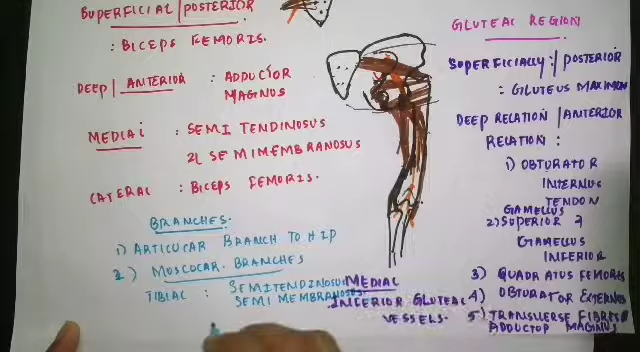 SUPERFICIAL/POSTERIOR
: BICEPS FEMORIS.
DEEP/ANTERIOR : ADDUCTOR
MAGNUS
MEDIAL : SEMI TENDINOSUS
2L SEMIMEMBRANOSUS
LATERAL : BICEPS FEMORIS.
BRANCHES.
1) ARTICULAR BRANCH TO HIP
2) MUSCULAR BRANCHES
TIBIAL : SEMITENDINOSUS
SEMI MEMBRANOSUS.
GLUTEAL REGION
SUPERFICIALLY:/POSTERIOR
: GLUTEUS MAXIMUS
DEEP RELATION/ANTERIOR
RELATION :
1) OBTURATOR
INTERNUS
TENDON
GAMELLUS
2) SUPERIOR 2
GAMELLUS
INFERIOR
3) QUADRATUS FEMORES
4) OBTURATOR EXTERNUS
5) TRANSVERSE FIBRES
ADDUCTOP MAGNUS
MEDIAL
INFERIOR GLUTEAL
VESSELS.